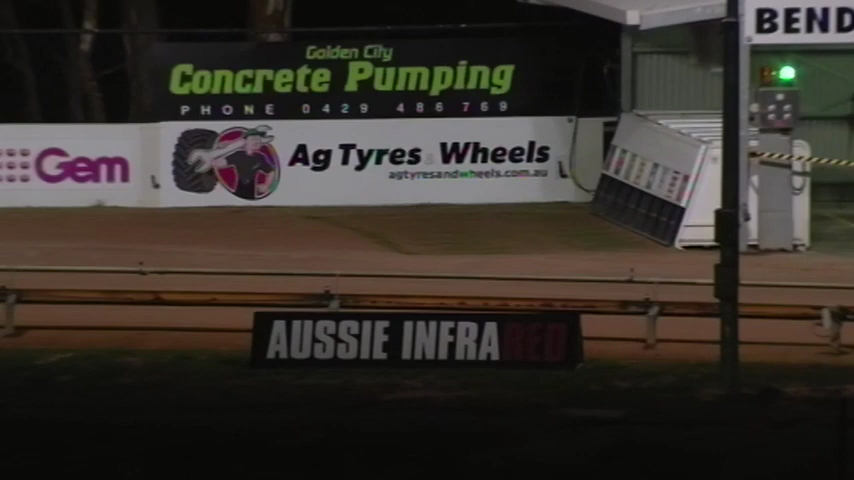 BEND
Golden City
Concrete Pumping
PHONE 0429 486 769
Gem
Ag Tyres & Wheels
agtyresandwheels.com.au
AUSSIE INFRARED